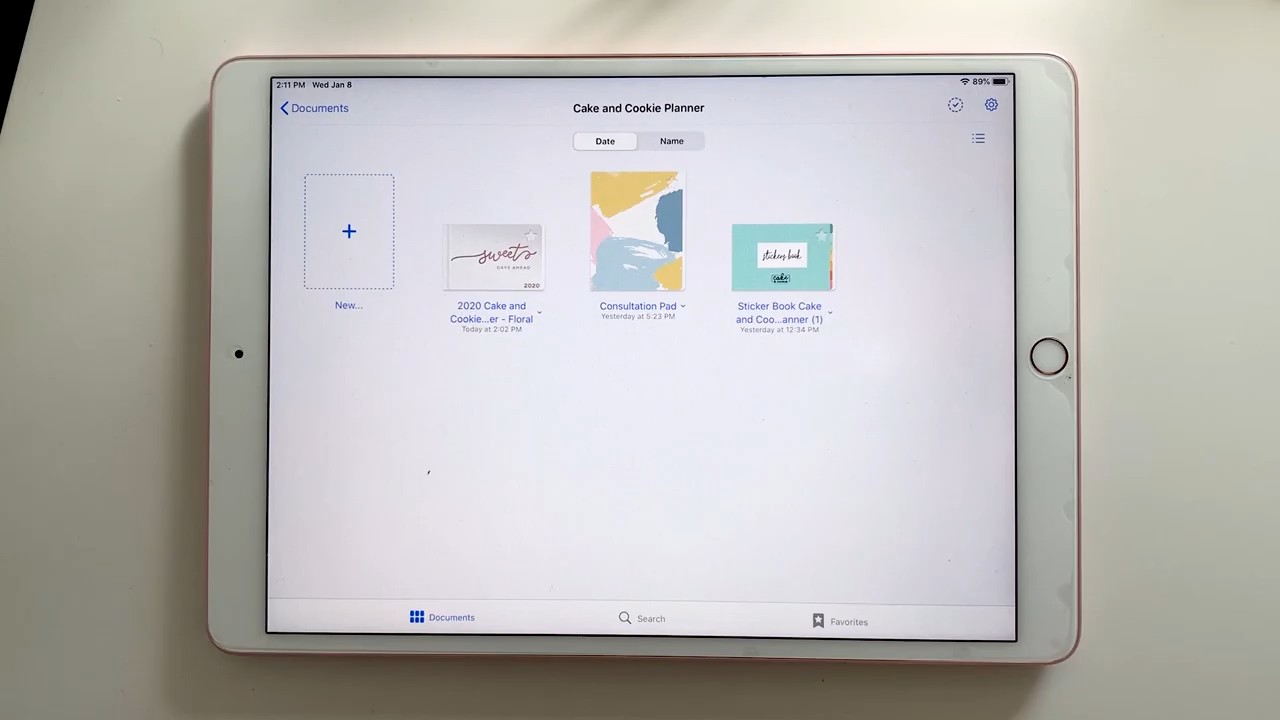 2:11 PM Wed Jan 8
89%
Documents
Cake and Cookie Planner
Date
Name
sweets
DAYS AHEAD
2020
stickers book
cake
New...
2020 Cake and
Cookie...er - Floral
Today at 2:02 PM
Consultation Pad
Yesterday at 5:23 PM
Sticker Book Cake
and Coo...anner (1)
Yesterday at 12:34 PM
Documents
Search
Favorites